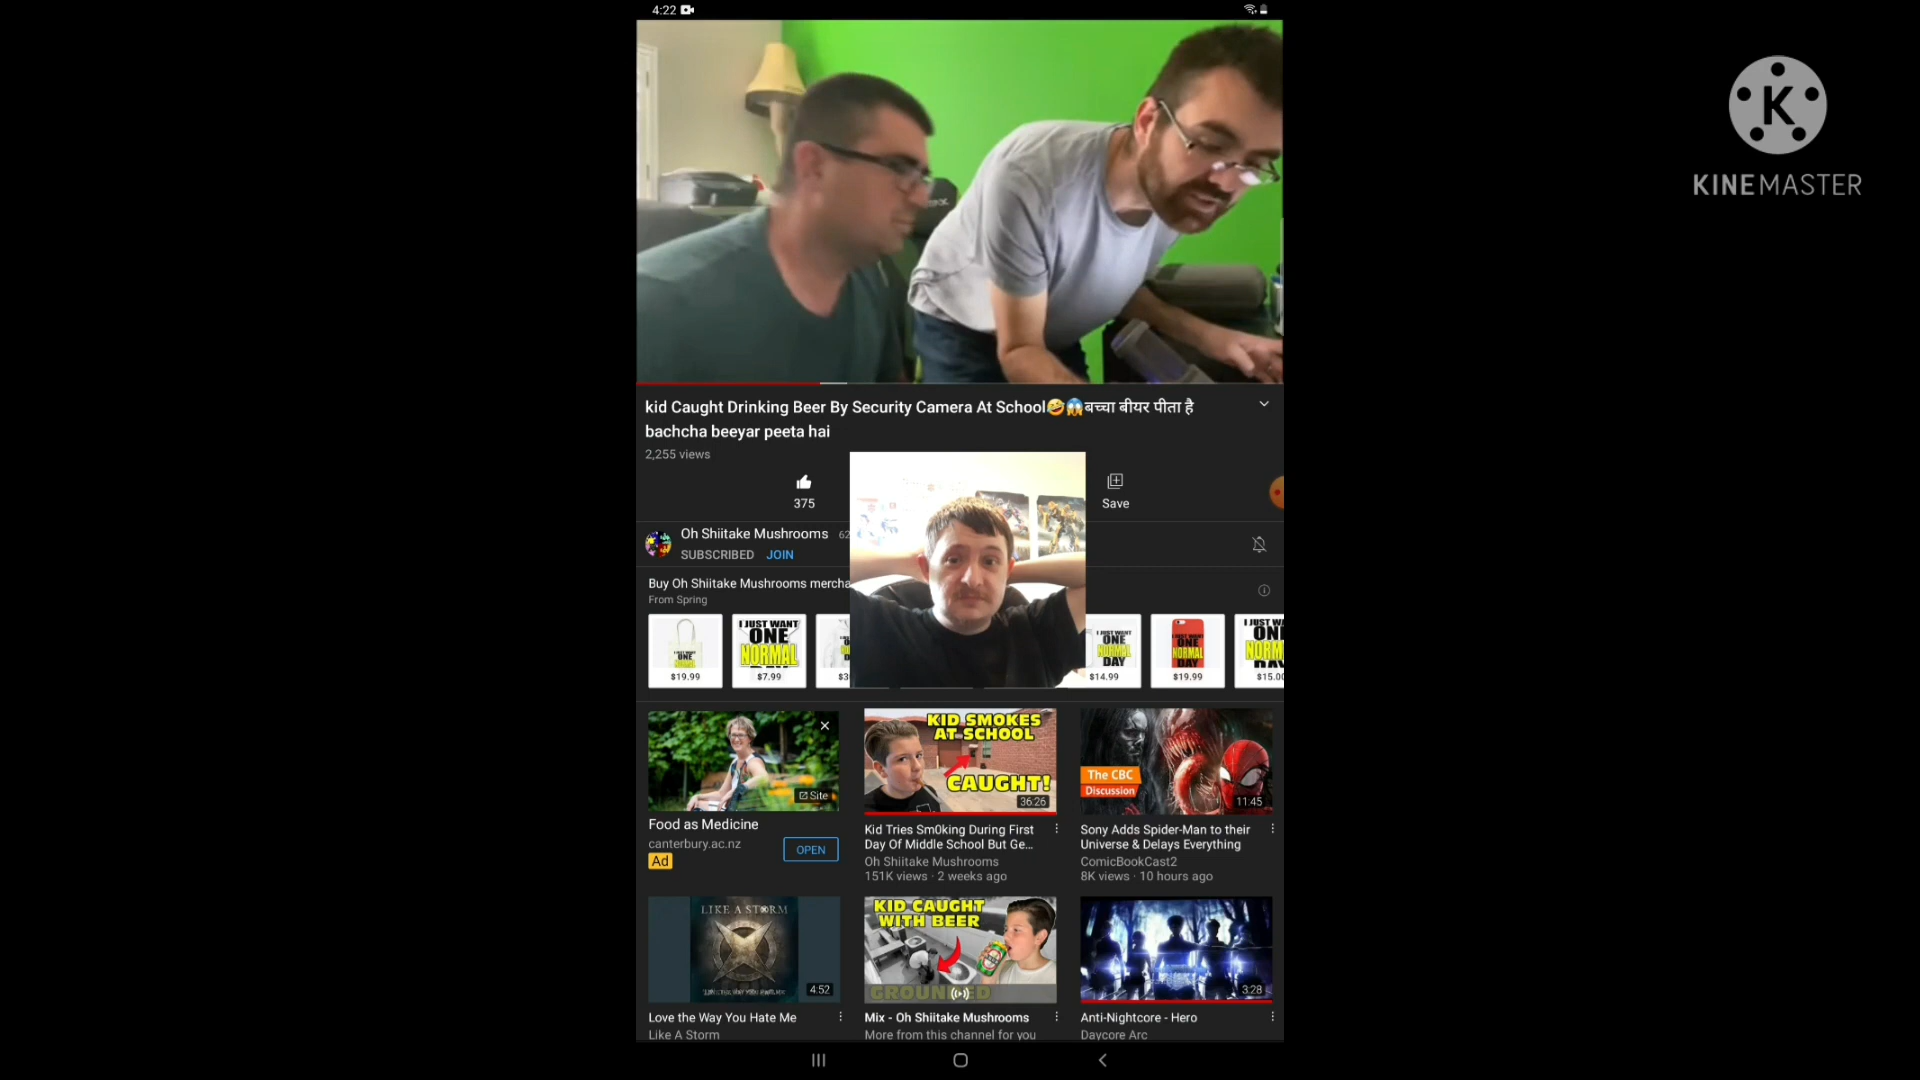 4:22
KINEMASTER
kid Caught Drinking Beer By Security Camera At School🤣😱बच्चा बीयर पीता है
bachcha beeyar peeta hai
2,255 views
375
Save
Oh Shiitake Mushrooms 62
SUBSCRIBED JOIN
Buy Oh Shiitake Mushrooms mercha
From Spring
I JUST WANT
ONE
NORMAL
DAY
$19.99
$7.99
$3
$14.99
$19.99
$15.00
KID SMOKES
AT SCHOOL
CAUGHT!
36:26
The CBC
Discussion
11:45
Site
Food as Medicine
canterbury.ac.nz
Ad
OPEN
Kid Tries Sm0king During First
Day Of Middle School But Ge...
Oh Shiitake Mushrooms
151K views · 2 weeks ago
Sony Adds Spider-Man to their
Universe & Delays Everything
ComicBookCast2
8K views · 10 hours ago
LIKE A STORM
4:52
KID CAUGHT
WITH BEER
GROUNDED
3:28
Love the Way You Hate Me
Like A Storm
Mix - Oh Shiitake Mushrooms
More from this channel for you
Anti-Nightcore - Hero
Daycore Arc